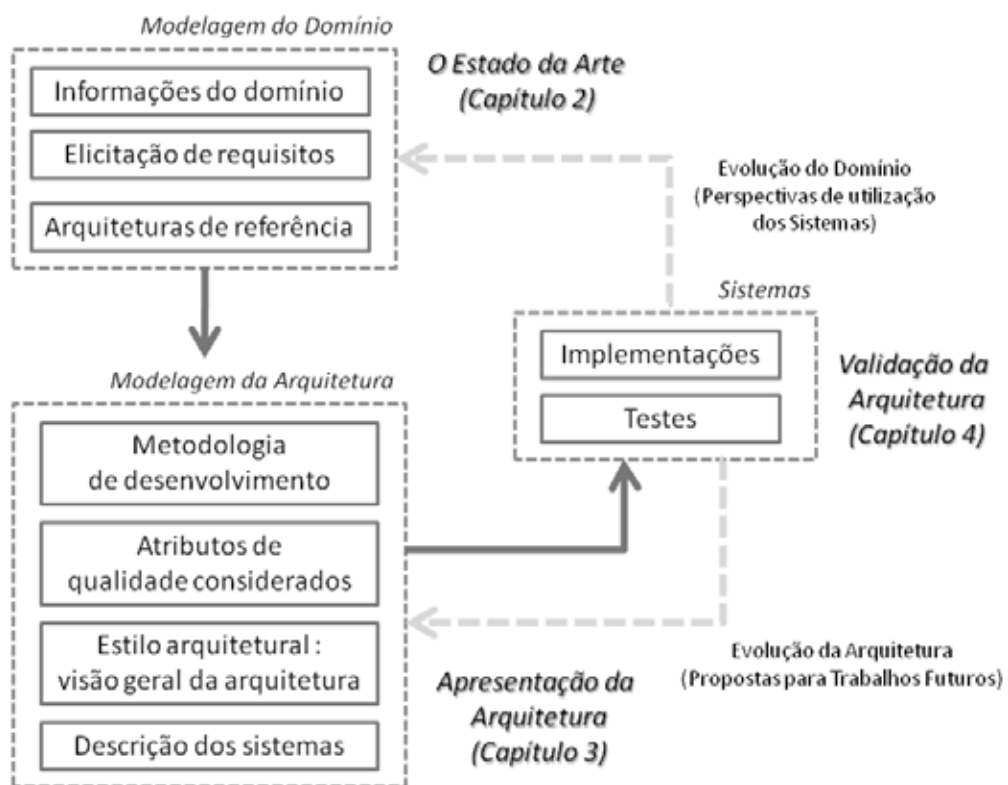 Modelagem do Domínio
Informações do domínio
Elicitação de requisitos
Arquiteturas de referência
O Estado da Arte
(Capítulo 2)
Evolução do Domínio
(Perspectivas de utilização
dos Sistemas)
Sistemas
Implementações
Testes
Validação da
Arquitetura
(Capítulo 4)
Modelagem da Arquitetura
Metodologia
de desenvolvimento
Atributos de
qualidade considerados
Estilo arquitetural :
visão geral da arquitetura
Descrição dos sistemas
Apresentação da
Arquitetura
(Capítulo 3)
Evolução da Arquitetura
(Propostas para Trabalhos Futuros)